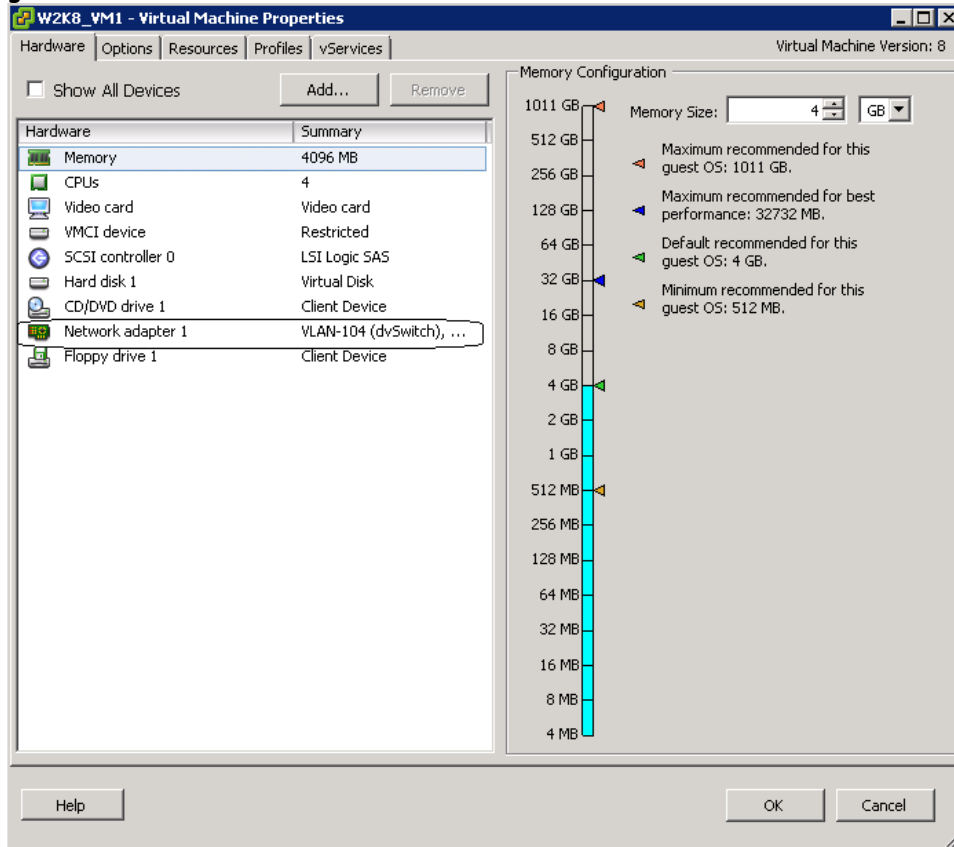 W2K8_VM1 - Virtual Machine Properties
Hardware Options Resources Profiles vServices Virtual Machine Version: 8
Show All Devices Add... Remove
Hardware Summary
Memory 4096 MB
CPUs 4
Video card Video card
VMCI device Restricted
SCSI controller 0 LSI Logic SAS
Hard disk 1 Virtual Disk
CD/DVD drive 1 Client Device
Network adapter 1 VLAN-104 (dvSwitch), ...
Floppy drive 1 Client Device
Memory Configuration
Memory Size: 4 GB
1011 GB
512 GB
256 GB
128 GB
64 GB
32 GB
16 GB
8 GB
4 GB
2 GB
1 GB
512 MB
256 MB
128 MB
64 MB
32 MB
16 MB
8 MB
4 MB
Maximum recommended for this
guest OS: 1011 GB.
Maximum recommended for best
performance: 32732 MB.
Default recommended for this
guest OS: 4 GB.
Minimum recommended for this
guest OS: 512 MB.
Help OK Cancel